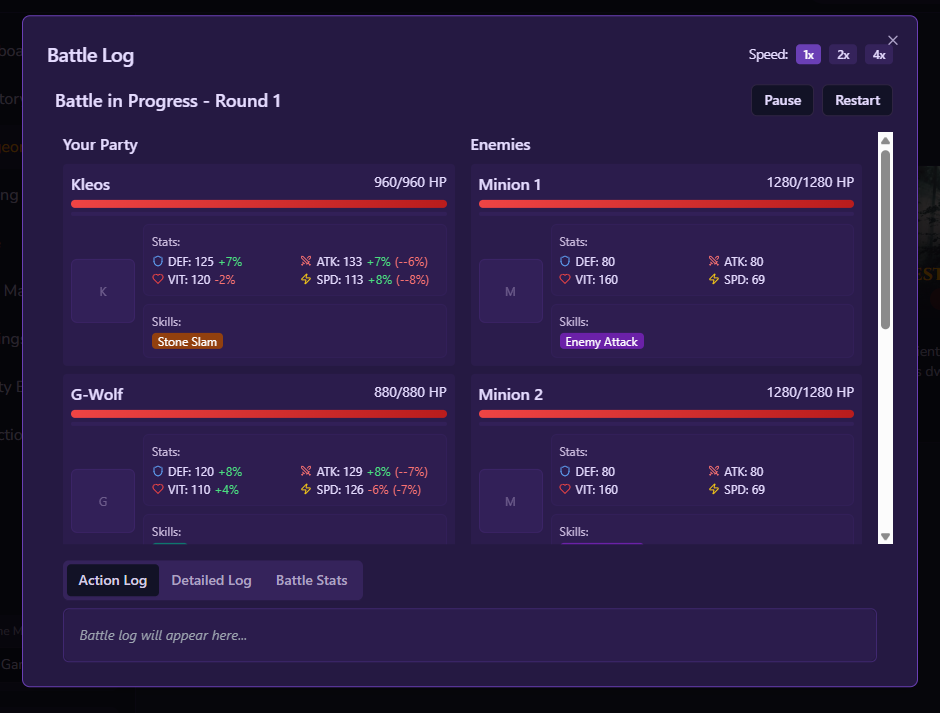 Battle Log
Speed: 1x 2x 4x
Battle in Progress - Round 1
Pause Restart
Your Party
Kleos 960/960 HP
K
Stats:
DEF: 125 +7% ATK: 133 +7% (--6%)
VIT: 120 -2% SPD: 113 +8% (--8%)
Skills:
Stone Slam
G-Wolf 880/880 HP
G
Stats:
DEF: 120 +8% ATK: 129 +8% (--7%)
VIT: 110 +4% SPD: 126 -6% (-7%)
Skills:
Enemies
Minion 1 1280/1280 HP
M
Stats:
DEF: 80 ATK: 80
VIT: 160 SPD: 69
Skills:
Enemy Attack
Minion 2 1280/1280 HP
M
Stats:
DEF: 80 ATK: 80
VIT: 160 SPD: 69
Skills:
Action Log Detailed Log Battle Stats
Battle log will appear here...